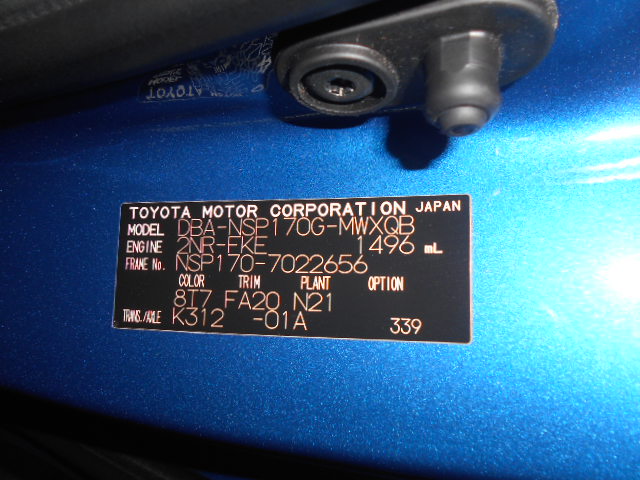 TOYOTA MOTOR CORPORATION JAPAN
MODEL DBA-NSP170G-MWXQB
ENGINE 2NR-FKE 1496 mL
FRAME No. NSP170-7022656
COLOR TRIM PLANT OPTION
8T7 FA20 N21
TRANS./AXLE K312 -01A 339